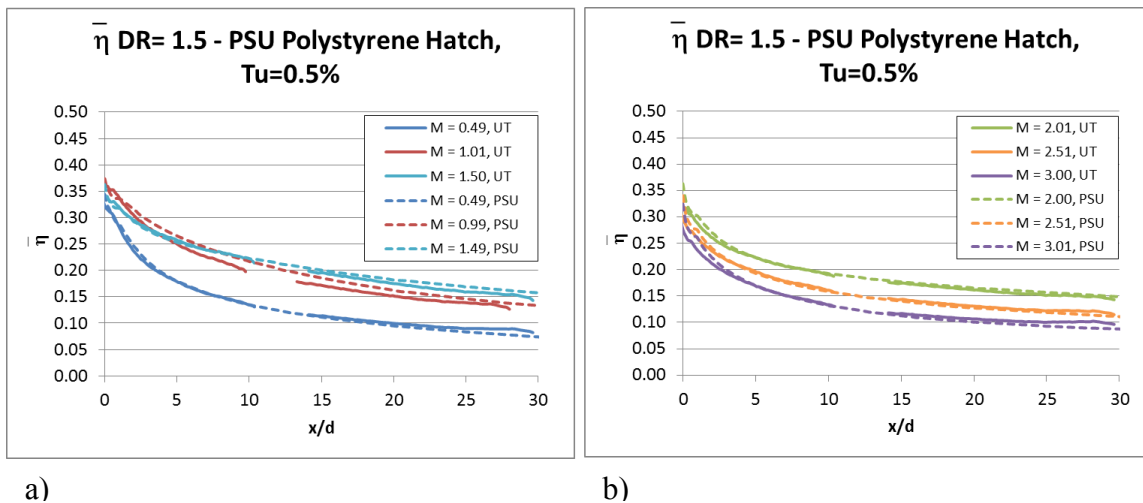 η̅ DR= 1.5 - PSU Polystyrene Hatch,
Tu=0.5%
0.50
0.45
0.40
0.35
0.30
η̅
0.25
0.20
0.15
0.10
0.05
0.00
0 5 10 15 20 25 30
x/d
M = 0.49, UT
M = 1.01, UT
M = 1.50, UT
M = 0.49, PSU
M = 0.99, PSU
M = 1.49, PSU
a)
η̅ DR= 1.5 - PSU Polystyrene Hatch,
Tu=0.5%
0.50
0.45
0.40
0.35
0.30
η̅
0.25
0.20
0.15
0.10
0.05
0.00
0 5 10 15 20 25 30
x/d
M = 2.01, UT
M = 2.51, UT
M = 3.00, UT
M = 2.00, PSU
M = 2.51, PSU
M = 3.01, PSU
b)